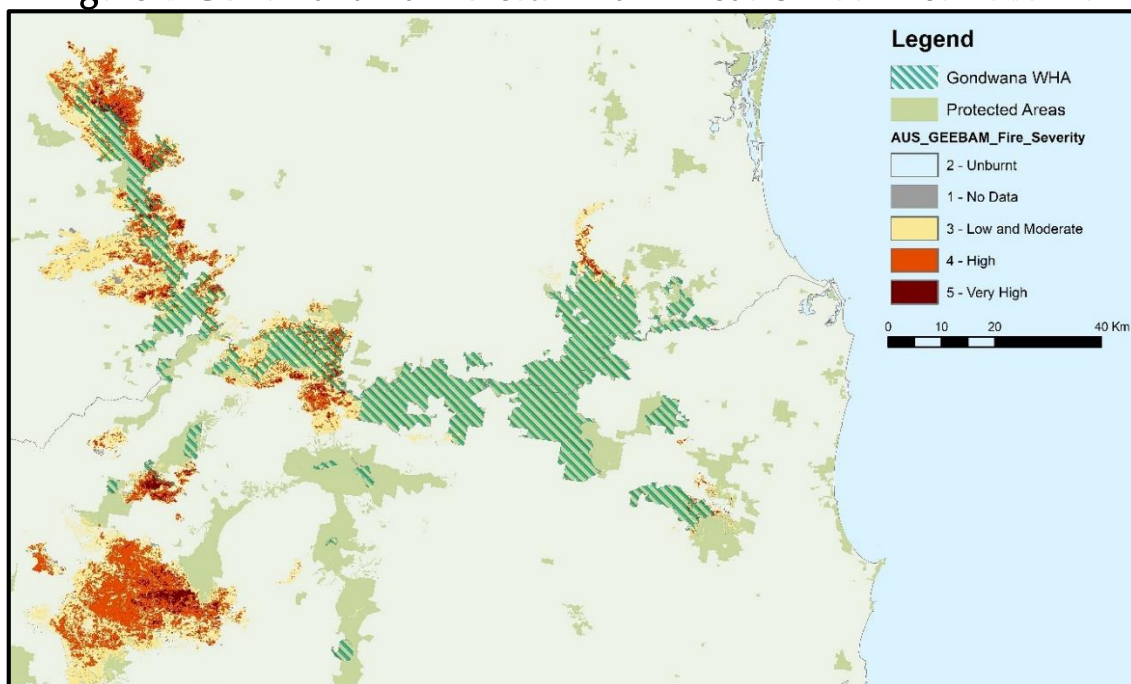 Legend
Gondwana WHA
Protected Areas
AUS_GEEBAM_Fire_Severity
2 - Unburnt
1 - No Data
3 - Low and Moderate
4 - High
5 - Very High
0 10 20 40 Km